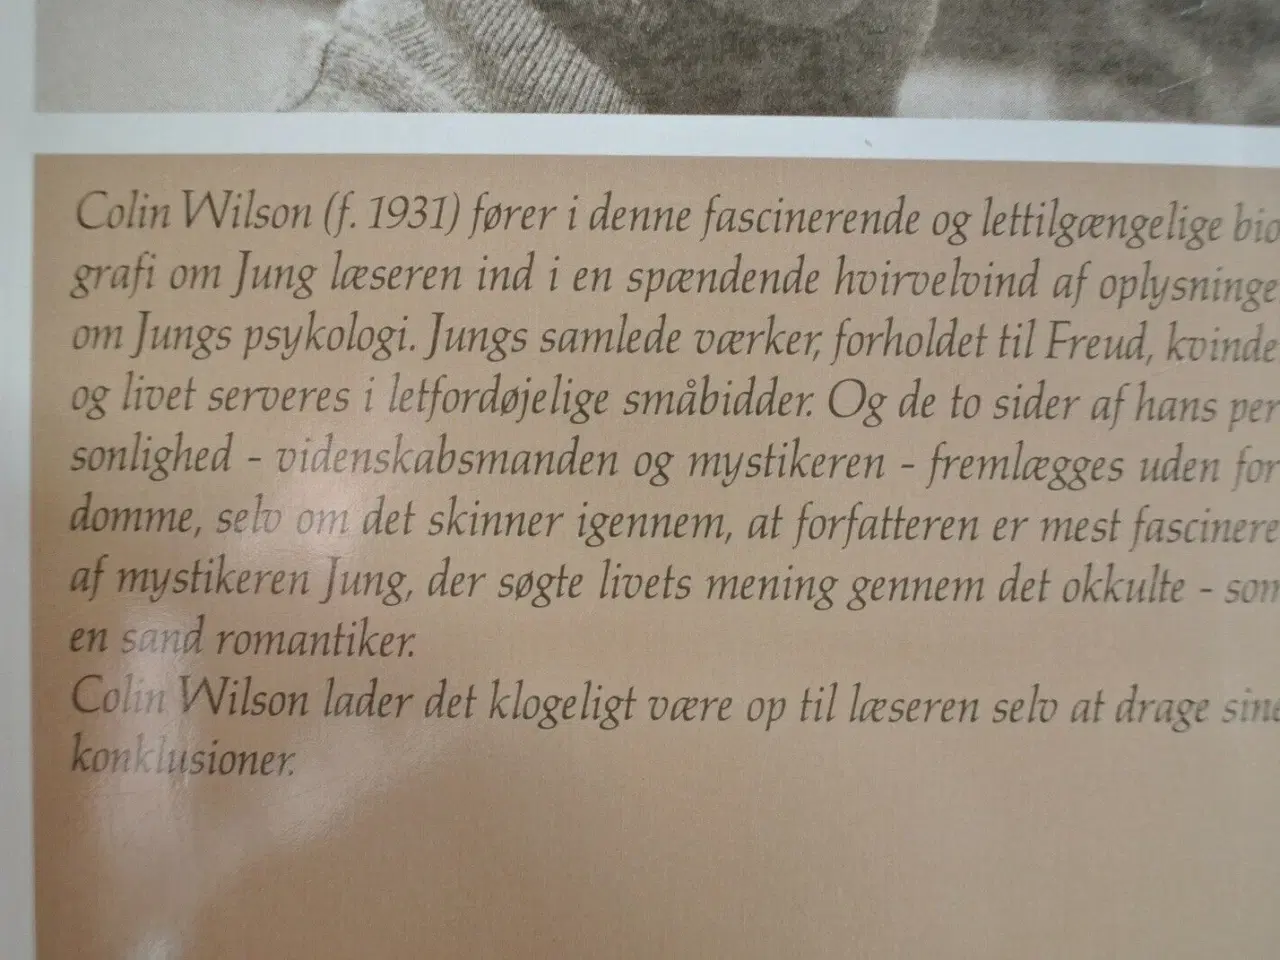 Colin Wilson (f. 1931) fører i denne fascinerende og lettilgængelige bio
grafi om Jung læseren ind i en spændende hvirvelvind af oplysninge
om Jungs psykologi. Jungs samlede værker, forholdet til Freud, kvinde
og livet serveres i letfordøjelige småbidder. Og de to sider af hans per
sonlighed - videnskabsmanden og mystikeren - fremlægges uden for
domme, selv om det skinner igennem, at forfatteren er mest fascinere
af mystikeren Jung, der søgte livets mening gennem det okkulte - som
en sand romantiker.
Colin Wilson lader det klogeligt være op til læseren selv at drage sine
konklusioner.